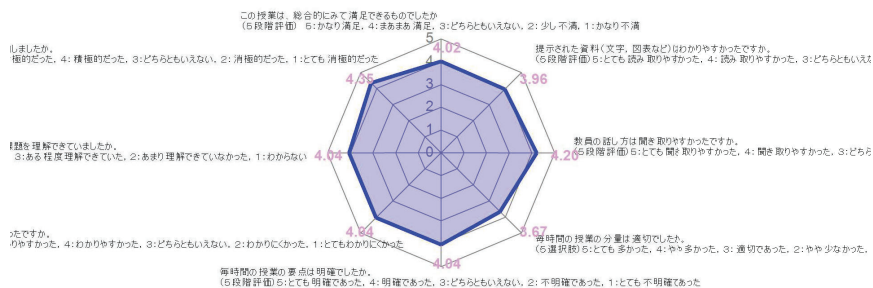 この授業は、総合的にみて満足できるものでしたか
(5段階評価) 5:かなり満足, 4:まあまあ満足, 3:どちらともいえない, 2:少し不満, 1:かなり不満
5
4.02
提示された資料(文字, 図表など)はわかりやすかったですか。
(5段階評価)5:とても読み取りやすかった, 4:読み取りやすかった, 3:どちらともいえな
3.96
しましたか。
極的だった, 4:積極的だった, 3:どちらともいえない, 2:消極的だった, 1:とても消極的だった
4.35
4
3
2
1
0
教員の話し方は聞き取りやすかったですか。
(5段階評価)5:とても聞き取りやすかった, 4:聞き取りやすかった, 3:どちら
4.20
課題を理解できていましたか。
3:ある程度理解できていた, 2:あまり理解できていなかった, 1:わからない
4.04
毎時間の授業の分量は適切でしたか。
(5選択肢)5:とても多かった, 4:やや多かった, 3:適切であった, 2:やや少なかった,
3.67
ったですか。
りやすかった, 4:わかりやすかった, 3:どちらともいえない, 2:わかりにくかった, 1:とてもわかりにくかった
4.04
毎時間の授業の要点は明確でしたか。
(5段階評価)5:とても明確であった, 4:明確であった, 3:どちらともいえない, 2:不明確であった, 1:とても不明確であった
4.04